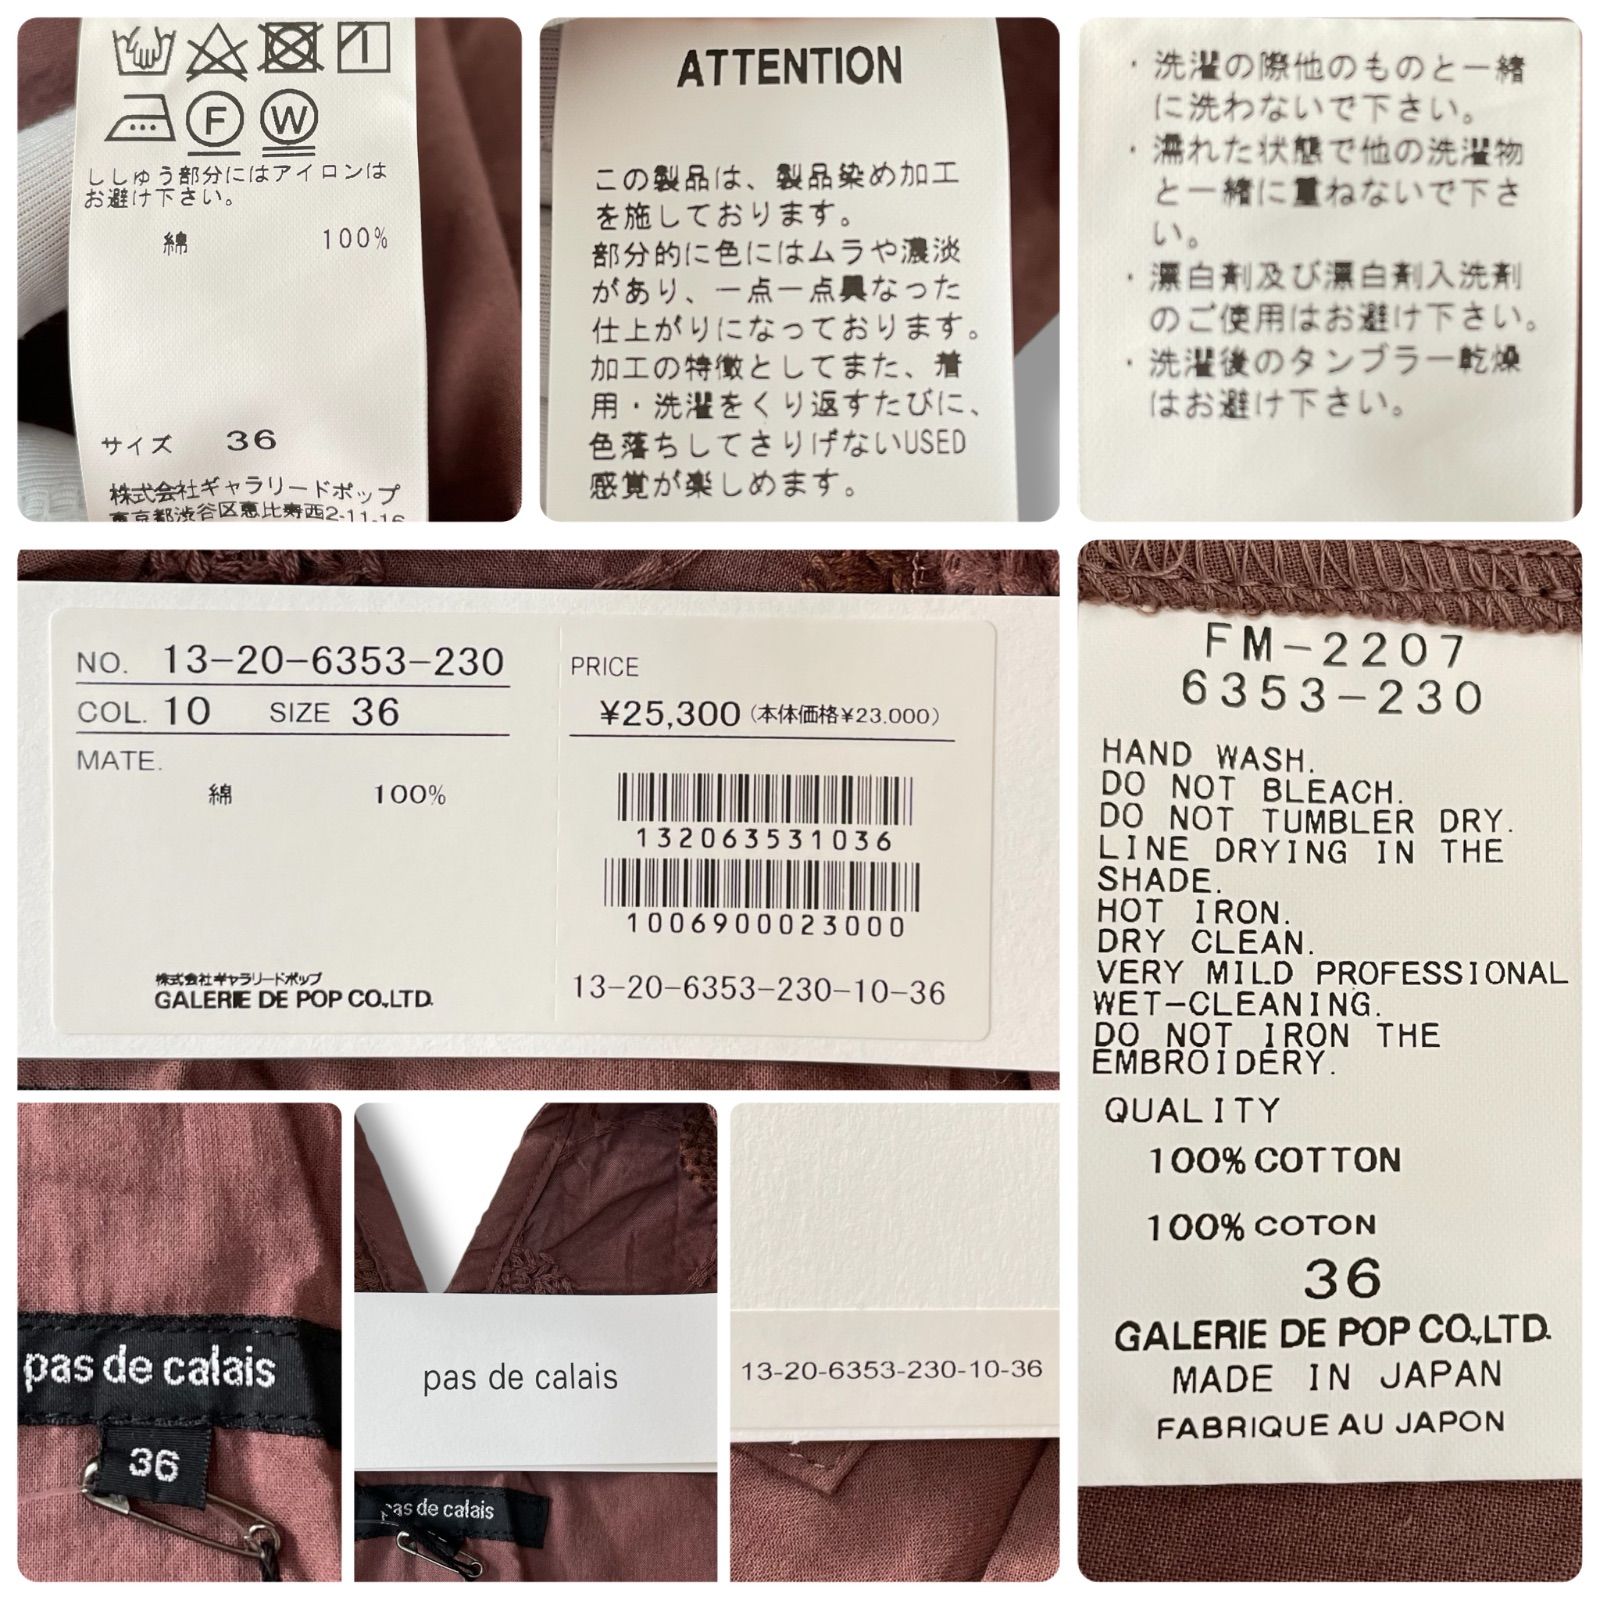 F
W
ししゅう部分にはアイロンは
お避け下さい。
綿 100%
サイズ 36
株式会社ギャラリードポップ
東京都渋谷区恵比寿西2-11-16
ATTENTION
この製品は、製品染め加工
を施しております。
部分的に色にはムラや濃淡
があり、一点一点異なった
仕上がりになっております。
加工の特徴としてまた、着
用・洗濯をくり返すたびに、
色落ちしてさりげないUSED
感覚が楽しめます。
・洗濯の際他のものと一緒
に洗わないで下さい。
・濡れた状態で他の洗濯物
と一緒に重ねないで下さ
い。
・漂白剤及び漂白剤入洗剤
のご使用はお避け下さい。
・洗濯後のタンブラー乾燥
はお避け下さい。
NO. 13-20-6353-230
COL. 10 SIZE 36
MATE.
綿 100%
株式会社ギャラリードポップ
GALERIE DE POP CO.,LTD.
PRICE
¥25,300 (本体価格¥23,000)
132063531036
1006900023000
13-20-6353-230-10-36
FM-2207
6353-230
HAND WASH.
DO NOT BLEACH.
DO NOT TUMBLER DRY.
LINE DRYING IN THE
SHADE.
HOT IRON.
DRY CLEAN.
VERY MILD PROFESSIONAL
WET-CLEANING.
DO NOT IRON THE
EMBROIDERY.
QUALITY
100% COTTON
100% COTON
36
GALERIE DE POP CO.,LTD.
MADE IN JAPAN
FABRIQUE AU JAPON
pas de calais
36
pas de calais
pas de calais
13-20-6353-230-10-36